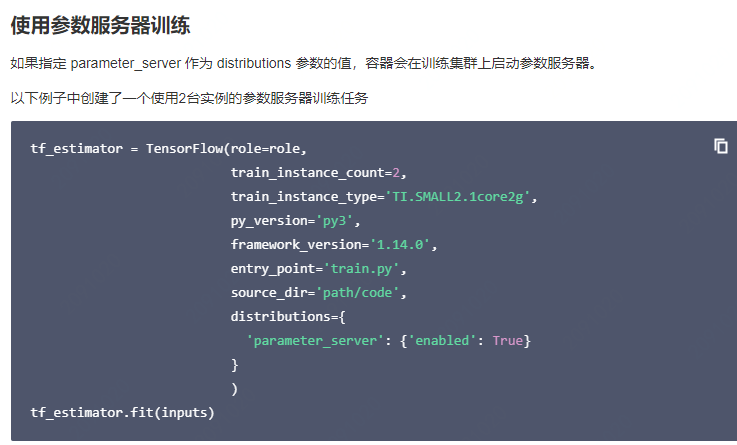 使用参数服务器训练
如果指定 parameter_server 作为 distributions 参数的值，容器会在训练集群上启动参数服务器。
以下例子中创建了一个使用2台实例的参数服务器训练任务
tf_estimator = TensorFlow(role=role,
                          train_instance_count=2,
                          train_instance_type='TI.SMALL2.1core2g',
                          py_version='py3',
                          framework_version='1.14.0',
                          entry_point='train.py',
                          source_dir='path/code',
                          distributions={
                            'parameter_server': {'enabled': True}
                          }
                          )
tf_estimator.fit(inputs)